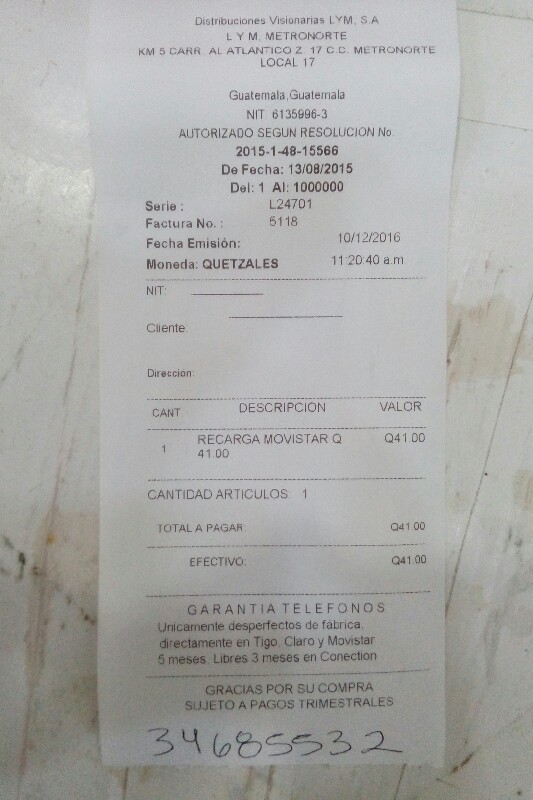 Distribuciones Visionarias LYM, S.A
L Y M, METRONORTE
KM 5 CARR. AL ATLANTICO Z. 17 C.C. METRONORTE
LOCAL 17
Guatemala,Guatemala
NIT 6135996-3
AUTORIZADO SEGUN RESOLUCION No.
2015-1-48-15566
De Fecha: 13/08/2015
Del: 1 Al: 1000000
Serie : L24701
Factura No. : 5118
Fecha Emisión: 10/12/2016
Moneda: QUETZALES 11:20:40 a.m
NIT:
Cliente:
Dirección:
CANT. DESCRIPCION VALOR
1 RECARGA MOVISTAR Q Q41.00
41.00
CANTIDAD ARTICULOS: 1
TOTAL A PAGAR: Q41.00
EFECTIVO: Q41.00
GARANTIA TELEFONOS
Unicamente desperfectos de fábrica,
directamente en Tigo, Claro y Movistar
5 meses, Libres 3 meses en Conection
GRACIAS POR SU COMPRA
SUJETO A PAGOS TRIMESTRALES
34685532